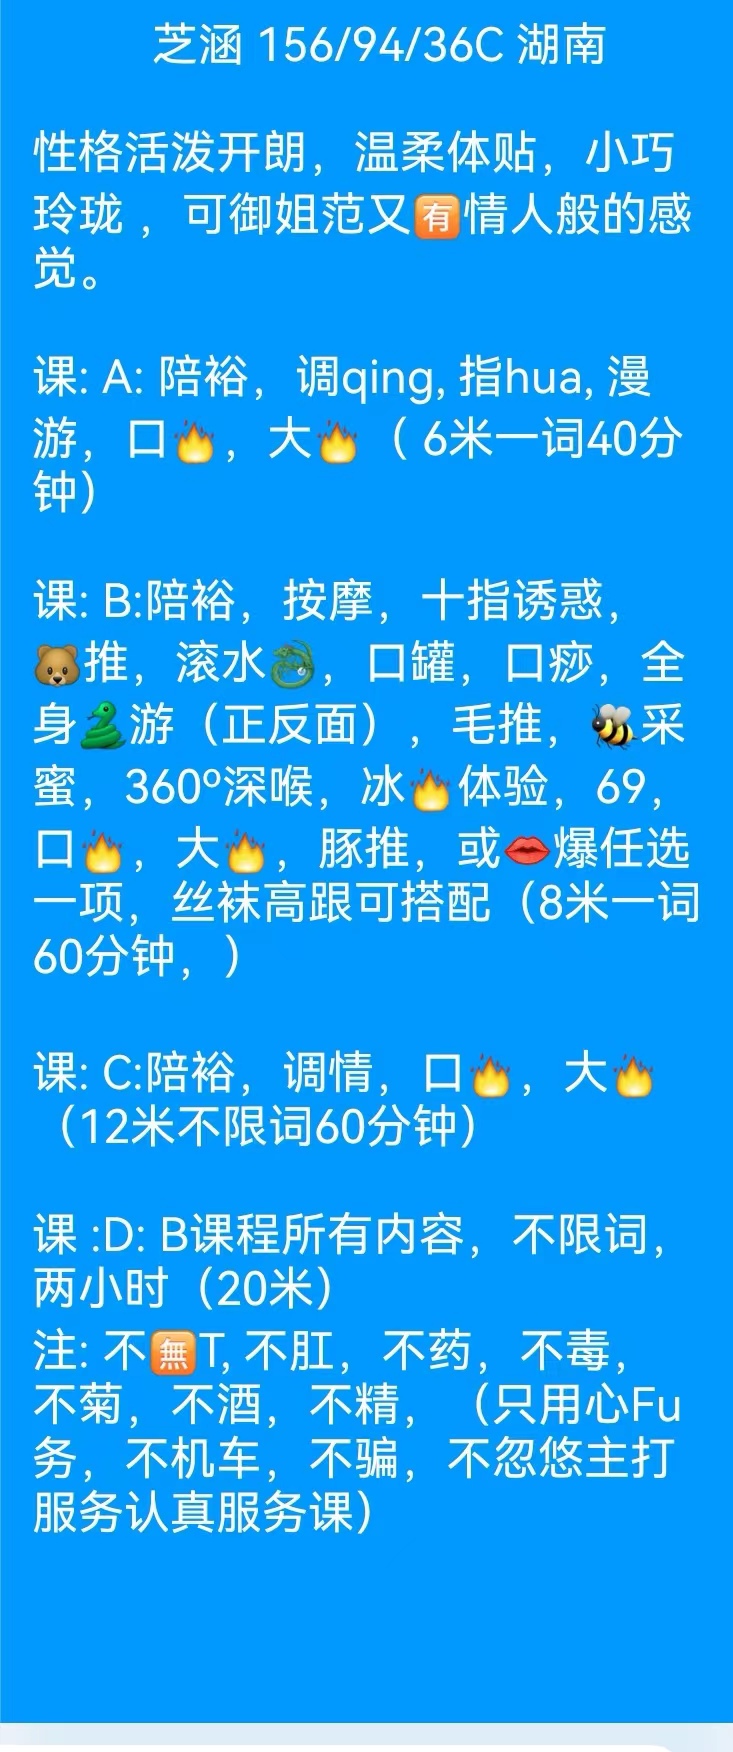 芝涵 156/94/36C 湖南
性格活泼开朗，温柔体贴，小巧
玲珑 ，可御姐范又🈶情人般的感
觉。
课: A: 陪裕，调qing, 指hua, 漫
游，口🔥，大🔥（ 6米一词40分
钟）
课: B:陪裕，按摩，十指诱惑，
🐻推，滚水🐉，口罐，口痧，全
身🐍游（正反面），毛推，🐝采
蜜，360º深喉，冰🔥体验，69，
口🔥，大🔥，豚推，或👄爆任选
一项，丝袜高跟可搭配（8米一词
60分钟，）
课: C:陪裕，调情，口🔥，大🔥
（12米不限词60分钟）
课 :D: B课程所有内容，不限词，
两小时（20米）
注: 不🈚T, 不肛，不药，不毒，
不菊，不酒，不精，（只用心Fu
务，不机车，不骗，不忽悠主打
服务认真服务课）